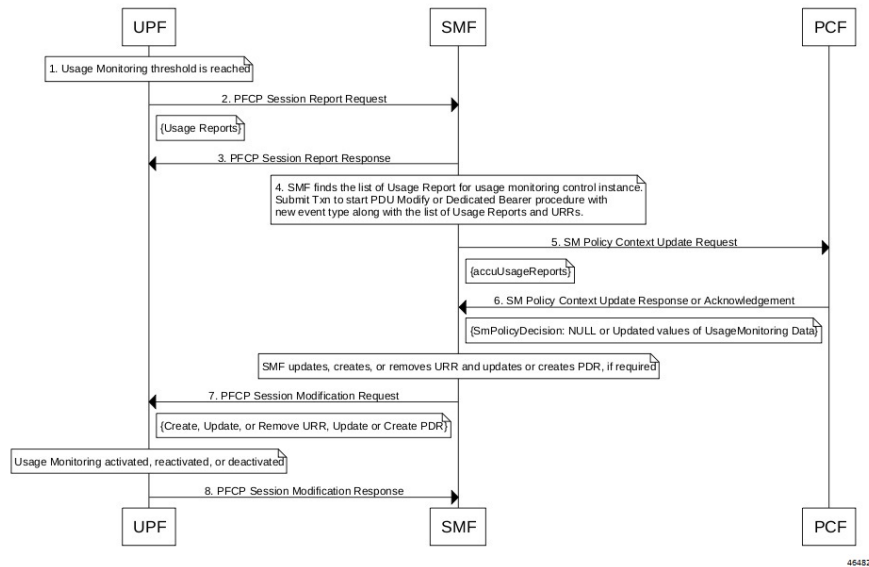 UPF SMF PCF
1. Usage Monitoring threshold is reached
2. PFCP Session Report Request
{Usage Reports}
3. PFCP Session Report Response
4. SMF finds the list of Usage Report for usage monitoring control instance.
Submit Txn to start PDU Modify or Dedicated Bearer procedure with
new event type along with the list of Usage Reports and URRs.
5. SM Policy Context Update Request
{accuUsageReports}
6. SM Policy Context Update Response or Acknowledgement
{SmPolicyDecision: NULL or Updated values of UsageMonitoring Data}
SMF updates, creates, or removes URR and updates or creates PDR, if required
7. PFCP Session Modification Request
{Create, Update, or Remove URR, Update or Create PDR}
Usage Monitoring activated, reactivated, or deactivated
8. PFCP Session Modification Response
UPF SMF PCF